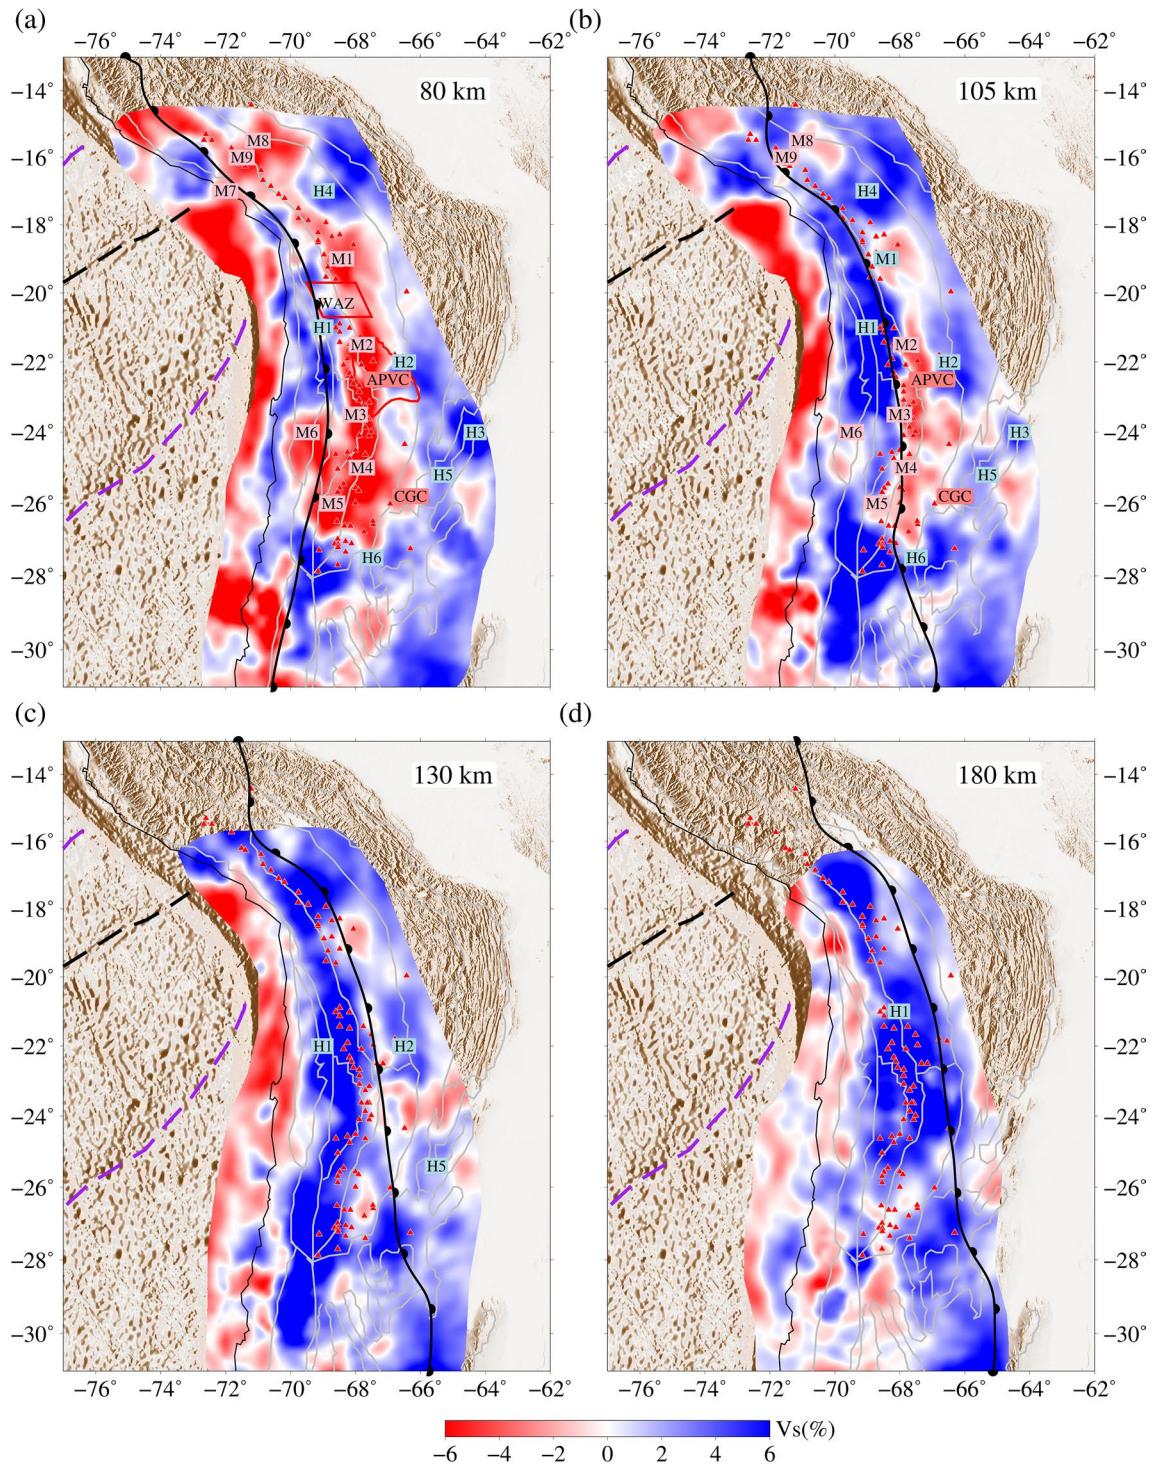 (a)
(b)
−76° −74° −72° −70° −68° −66° −64° −62°
−76° −74° −72° −70° −68° −66° −64° −62°
80 km
105 km
−14°
−16°
−18°
−20°
−22°
−24°
−26°
−28°
−30°
M8
M9
M7
H4
M1
WAZ
H1
M2
H2
APVC
M3
M6
H3
M4
H5
M5
CGC
H6
M8
M9
H4
M1
H1
M2
H2
APVC
M3
M6
H3
M4
H5
M5
CGC
H6
−14°
−16°
−18°
−20°
−22°
−24°
−26°
−28°
−30°
(c)
(d)
130 km
180 km
−14°
−16°
−18°
−20°
−22°
−24°
−26°
−28°
−30°
H1
H2
H5
H1
−14°
−16°
−18°
−20°
−22°
−24°
−26°
−28°
−30°
−76° −74° −72° −70° −68° −66° −64° −62°
−76° −74° −72° −70° −68° −66° −64° −62°
Vs(%)
−6 −4 −2 0 2 4 6